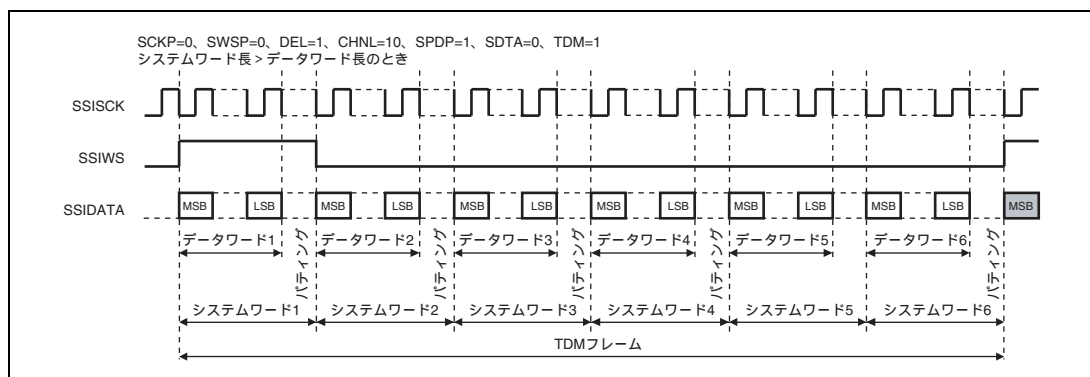 SCKP=0、SWSP=0、DEL=1、CHNL=10、SPDP=1、SDTA=0、TDM=1
システムワード長 > データワード長のとき
SSISCK
SSIWS
SSIDATA
MSB LSB MSB LSB MSB LSB MSB LSB MSB LSB MSB LSB MSB
データワード1 データワード2 データワード3 データワード4 データワード5 データワード6
パティング パティング パティング パティング パティング
システムワード1 システムワード2 システムワード3 システムワード4 システムワード5 システムワード6
TDMフレーム